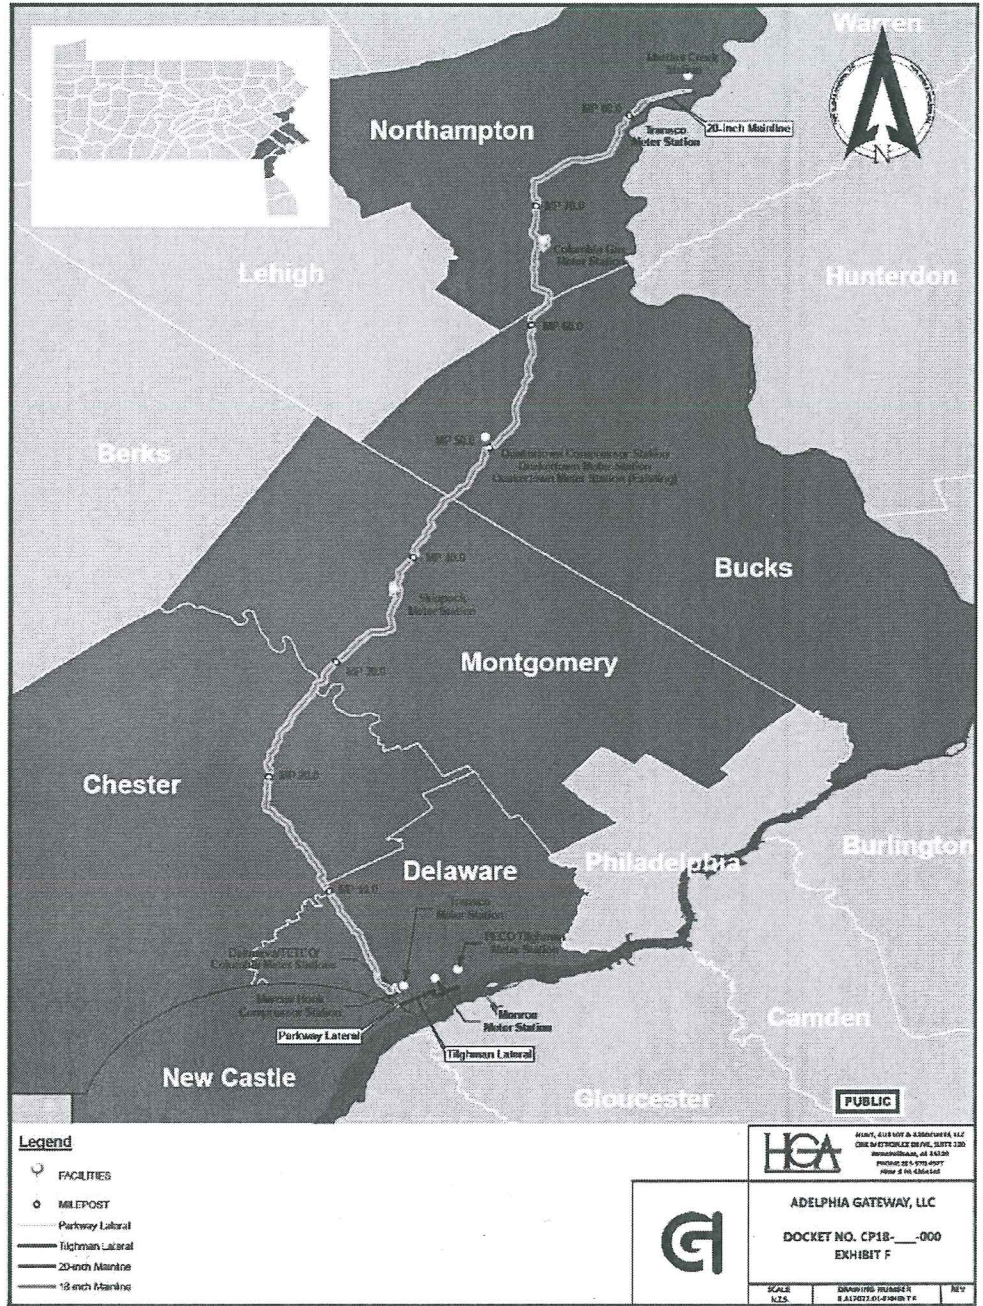 Warren
Martins Creek
Station
MP 80.0
20-inch Mainline
Transco
Meter Station
Northampton
N
MP 70.0
Columbia Gas
Meter Station
Lehigh
Hunterdon
MP 60.0
Berks
MP 50.0
Quakertown Compressor Station
Quakertown Meter Station
Quakertown Meter Station (Existing)
MP 40.0
Bucks
Skippack
Meter Station
Montgomery
MP 30.0
Chester
MP 20.0
Burlington
Philadelphia
Delaware
MP 10.0
Transco
Meter Station
PECO Tilghman
Meter Station
Meter Stations
Marcus Hook
Compressor Station
Monroe
Meter Station
Camden
Parkway Lateral
Tilghman Lateral
New Castle
Gloucester
PUBLIC
Legend
FACILITIES
MILEPOST
Parkway Lateral
Tilghman Lateral
20-inch Mainline
18-inch Mainline
HGA
ADELPHIA GATEWAY, LLC
DOCKET NO. CP18-___-000
EXHIBIT F
SCALE
N.T.S.
DRAWING NUMBER
REV